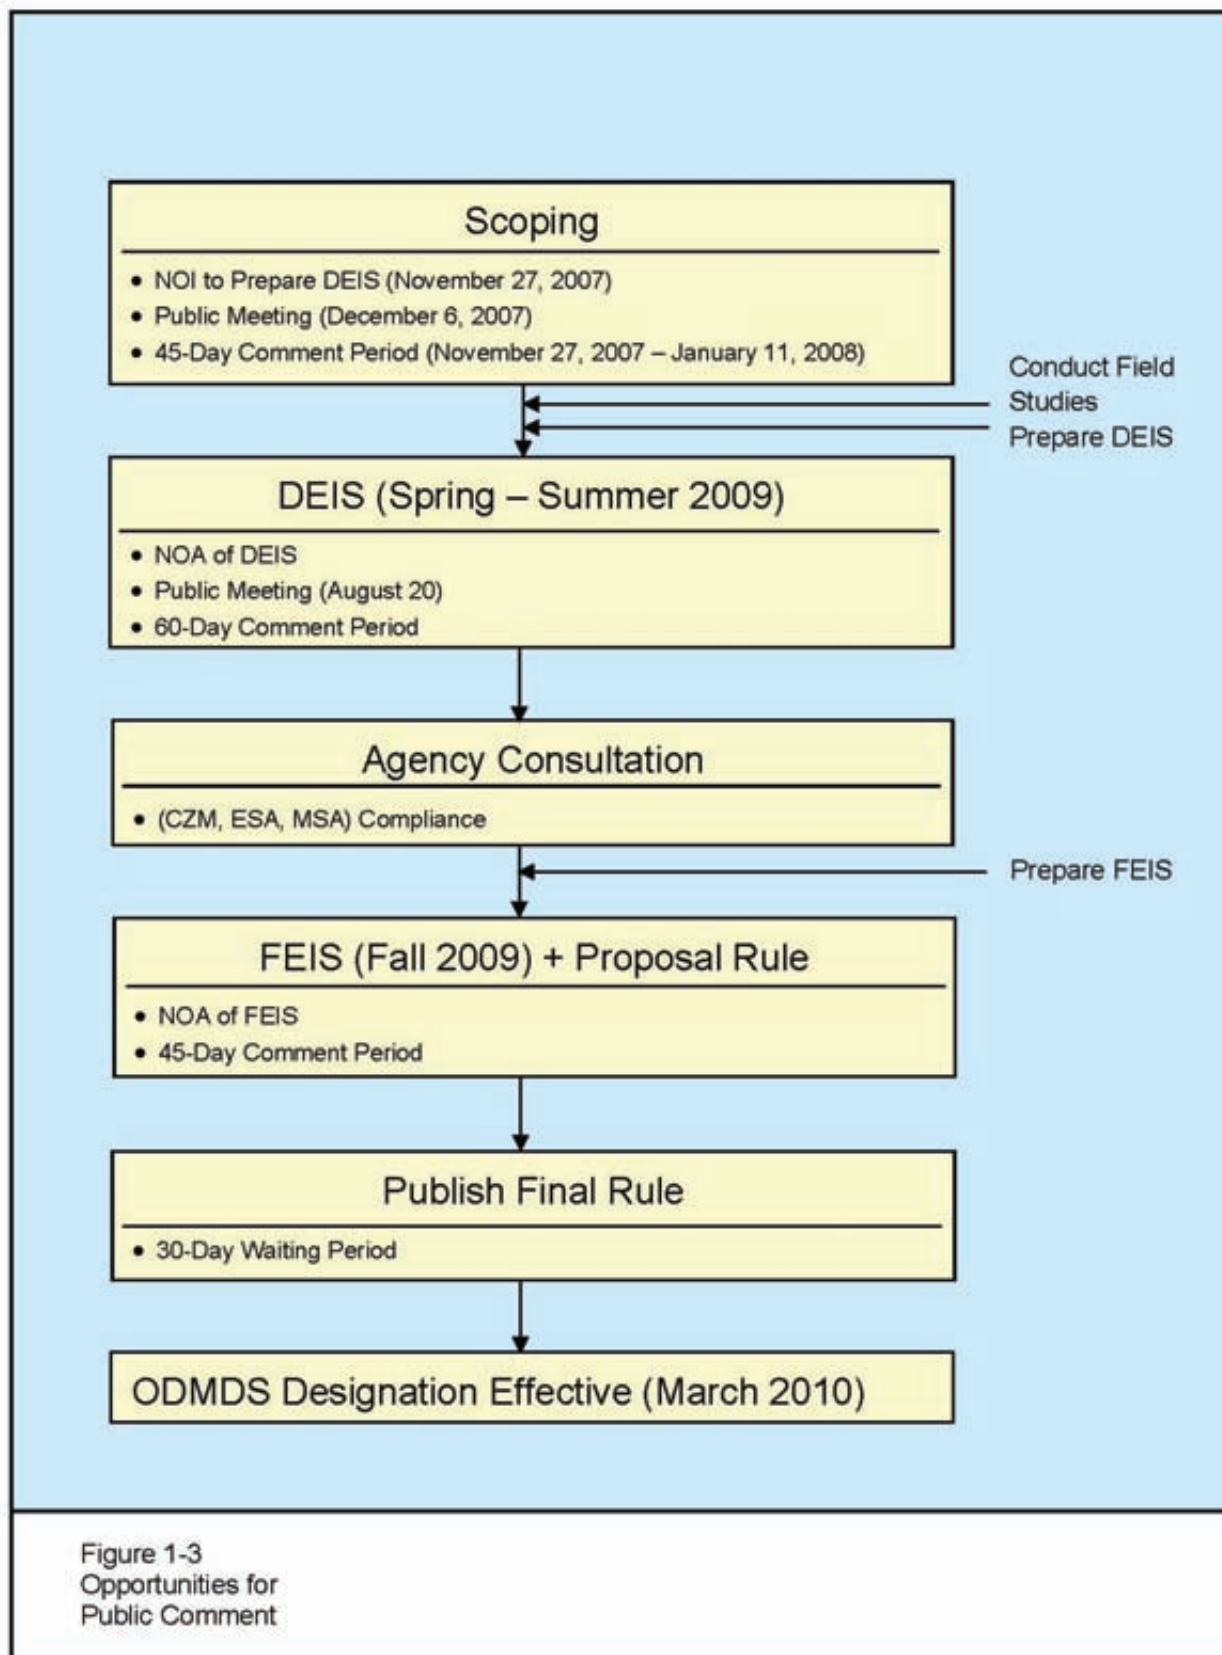 Scoping
• NOI to Prepare DEIS (November 27, 2007)
• Public Meeting (December 6, 2007)
• 45-Day Comment Period (November 27, 2007 – January 11, 2008)
Conduct Field
Studies
Prepare DEIS
DEIS (Spring – Summer 2009)
• NOA of DEIS
• Public Meeting (August 20)
• 60-Day Comment Period
Agency Consultation
• (CZM, ESA, MSA) Compliance
Prepare FEIS
FEIS (Fall 2009) + Proposal Rule
• NOA of FEIS
• 45-Day Comment Period
Publish Final Rule
• 30-Day Waiting Period
ODMDS Designation Effective (March 2010)
Figure 1-3
Opportunities for
Public Comment